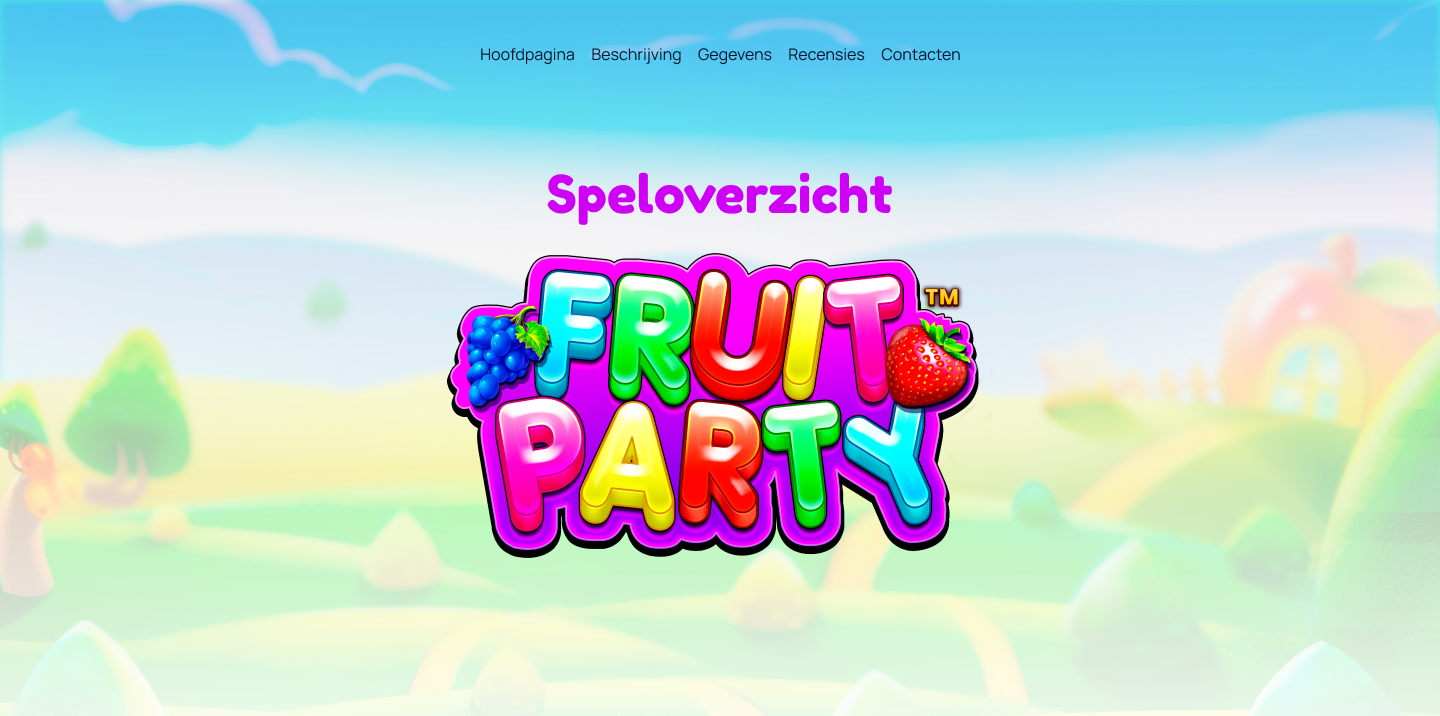 Hoofdpagina Beschrijving Gegevens Recensies Contacten
Speloverzicht
FRUIT™
PARTY